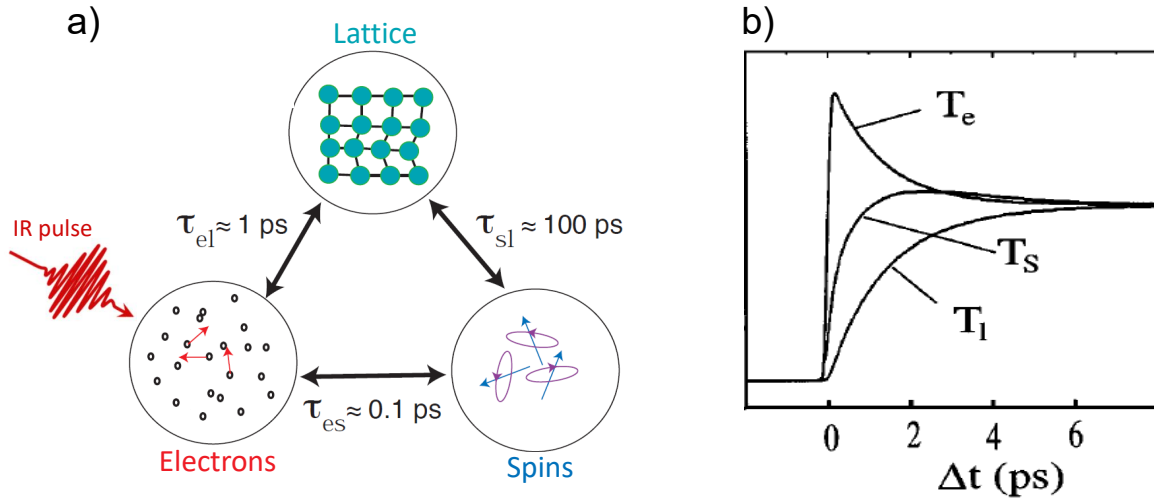 a)
Lattice
IR pulse
τel ≈ 1 ps
τsl ≈ 100 ps
τes ≈ 0.1 ps
Electrons
Spins
b)
Te
TS
Tl
0 2 4 6
Δt (ps)